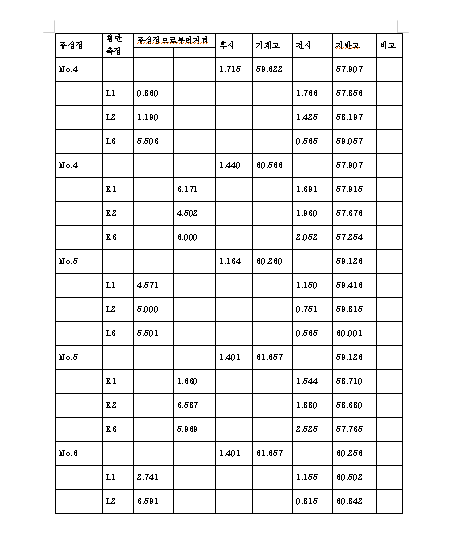 중심점 횡단측점 중심점으로부터거리 후시 기계고 전시 지반고 비고
No.4 1.715 59.622 57.907
L1 0.860 1.766 57.856
L2 1.190 1.425 58.197
L6 5.506 0.565 59.057
No.4 1.440 60.566 57.907
R1 6.171 1.691 57.915
R2 4.502 1.960 57.676
R6 6.000 2.052 57.254
No.5 1.164 60.260 59.126
L1 4.571 1.150 59.416
L2 5.000 0.751 59.815
L6 5.501 0.565 60.001
No.5 1.401 61.657 59.126
R1 1.660 1.544 58.710
R2 6.587 1.880 58.680
R6 5.969 2.525 57.765
No.6 1.401 61.657 60.256
L1 2.741 1.155 60.502
L2 6.591 0.815 60.842